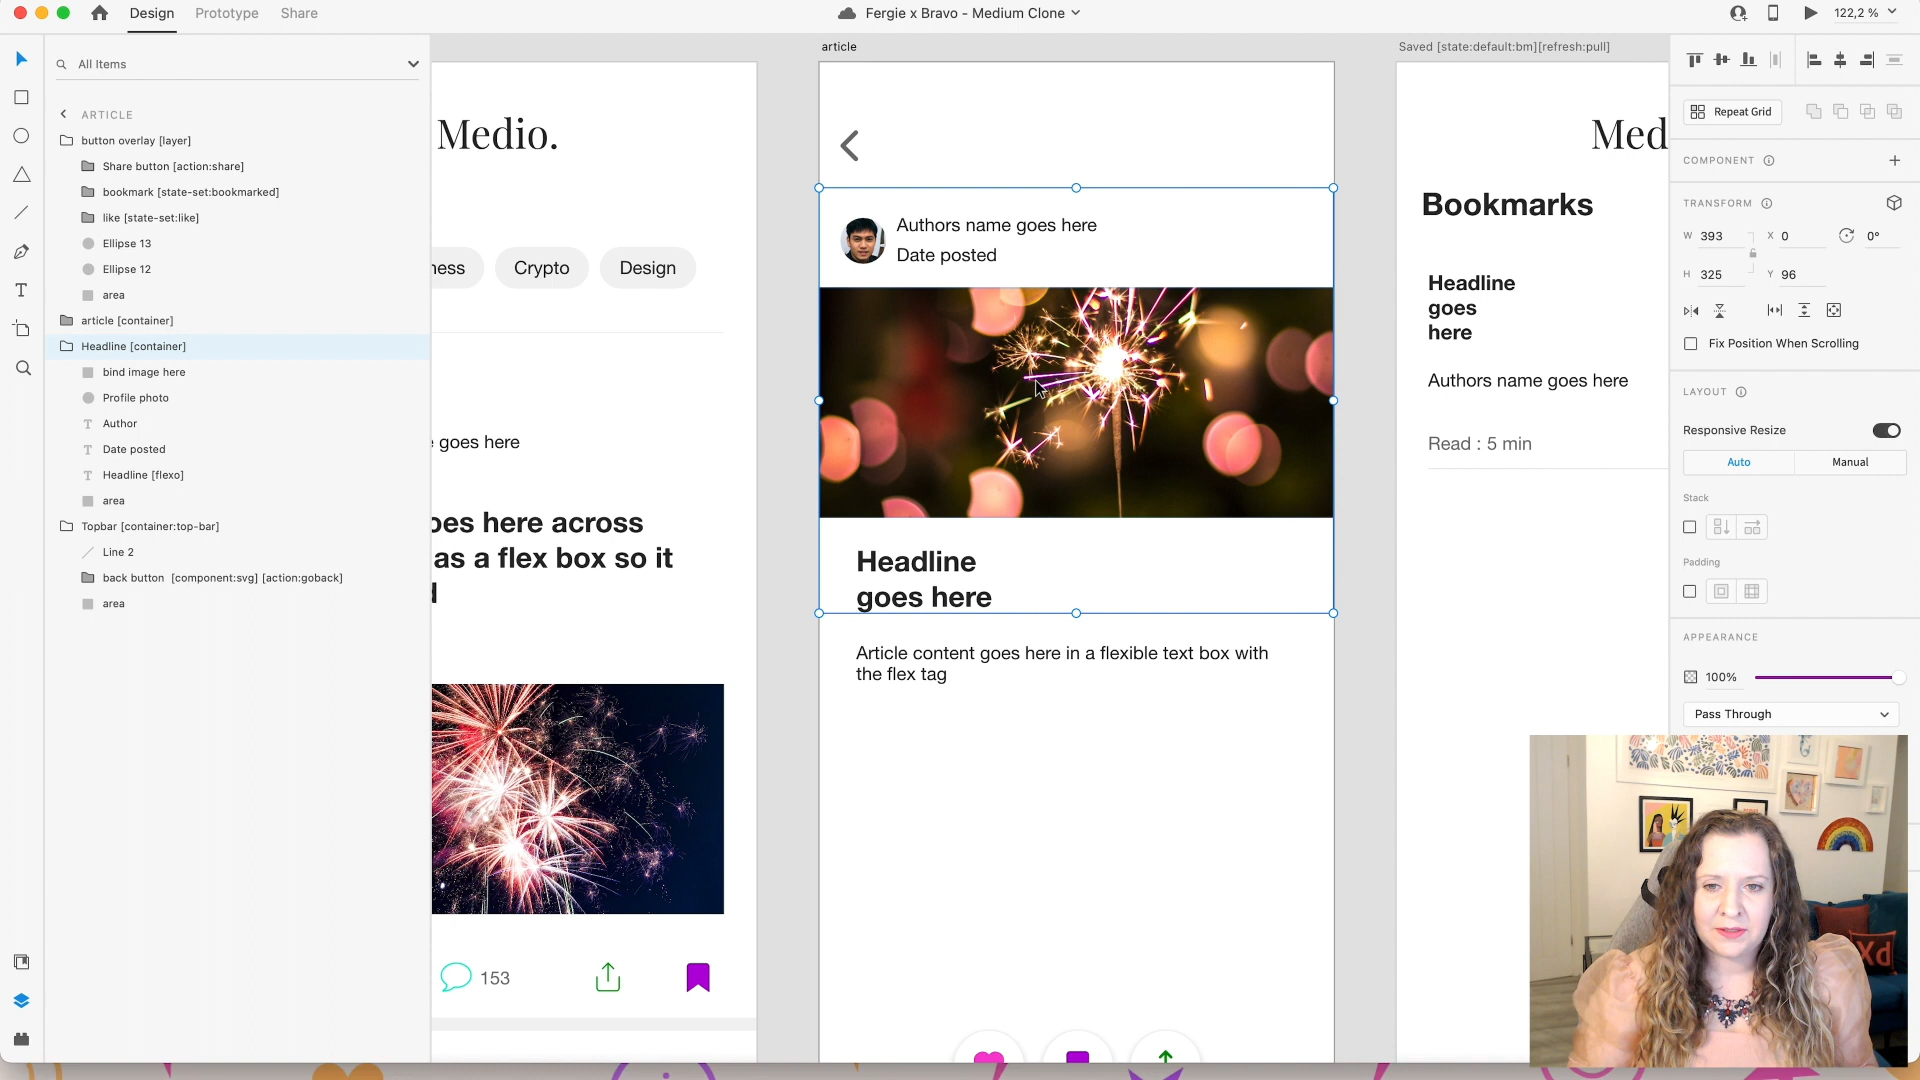 Design
Prototype
Share
Fergie x Bravo - Medium Clone
122,2 %
All Items
ARTICLE
button overlay [layer]
Share button [action:share]
bookmark [state-set:bookmarked]
like [state-set:like]
Ellipse 13
Ellipse 12
area
article [container]
Headline [container]
bind image here
Profile photo
T Author
T Date posted
T Headline [flexo]
area
Topbar [container:top-bar]
Line 2
back button [component:svg] [action:goback]
area
Medio.
ness
Crypto
Design
goes here
oes here across
as a flex box so it
153
article
Authors name goes here
Date posted
Headline
goes here
Article content goes here in a flexible text box with
the flex tag
Saved [state:default:bm][refresh:pull]
Med
Bookmarks
Headline
goes
here
Authors name goes here
Read : 5 min
Repeat Grid
COMPONENT
TRANSFORM
W 393
X 0
0°
H 325
Y 96
Fix Position When Scrolling
LAYOUT
Responsive Resize
Auto
Manual
Stack
Padding
APPEARANCE
100%
Pass Through
Xd